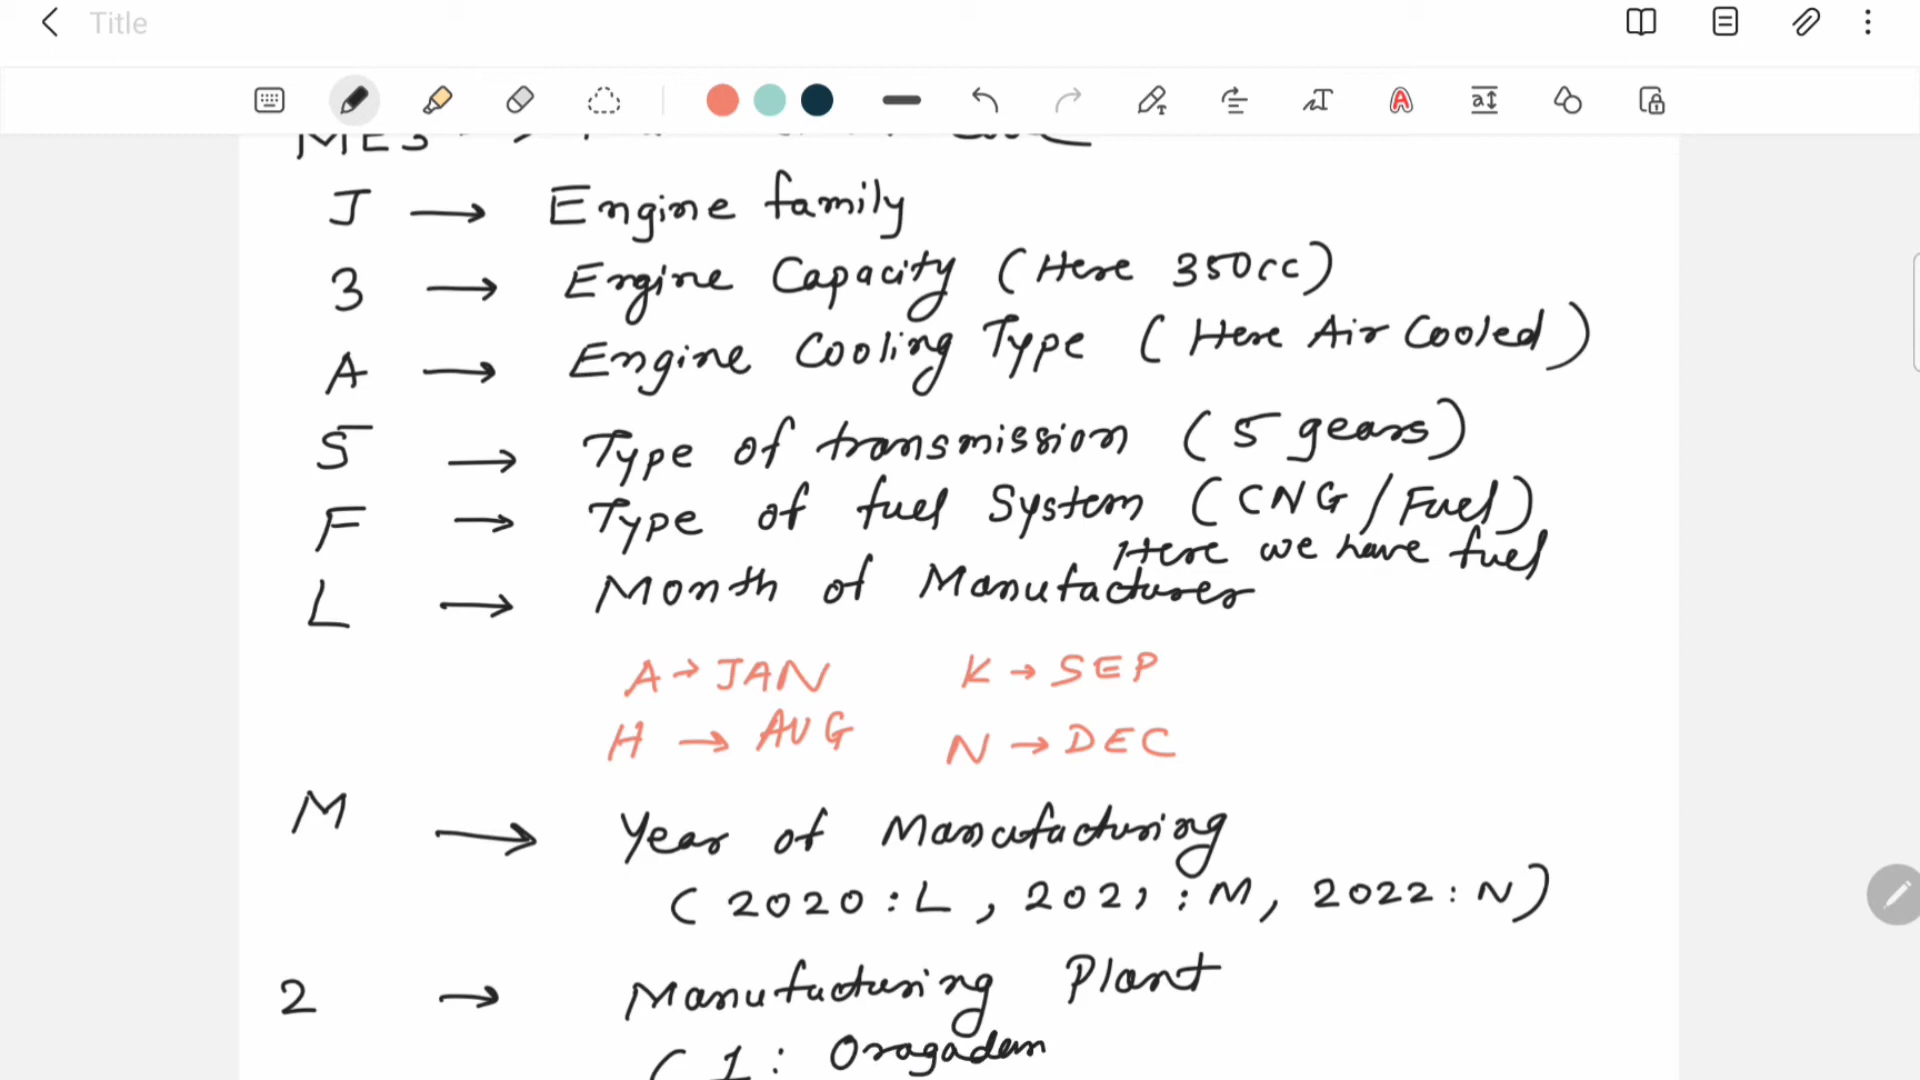 Title
ME3
J → Engine family
3 → Engine Capacity (Here 350cc)
A → Engine Cooling Type (Here Air Cooled)
5 → Type of transmission (5 gears)
F → Type of fuel System (CNG/Fuel)
Here we have fuel
L → Month of Manufacturer
A → JAN K → SEP
H → AUG N → DEC
M → Year of Manufacturing
(2020:L, 2021:M, 2022:N)
2 → Manufacturing Plant
(1: Oragadam